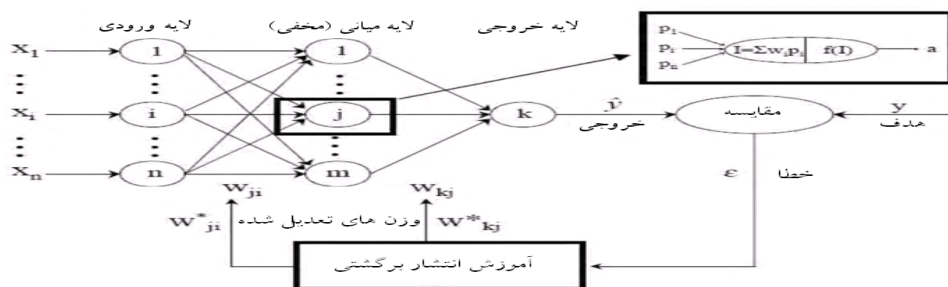 لایه ورودی لایه میانی (مخفی) لایه خروجی
p₁
pᵢ I=Σwᵢpᵢ f(I) a
pₙ
x₁ 1 1
xᵢ i j k ŷ خروجی مقایسه y هدف
xₙ n m
wⱼᵢ wₖⱼ ε خطا
W*ⱼᵢ وزن های تعدیل شده W*ₖⱼ
آموزش انتشار برگشتی